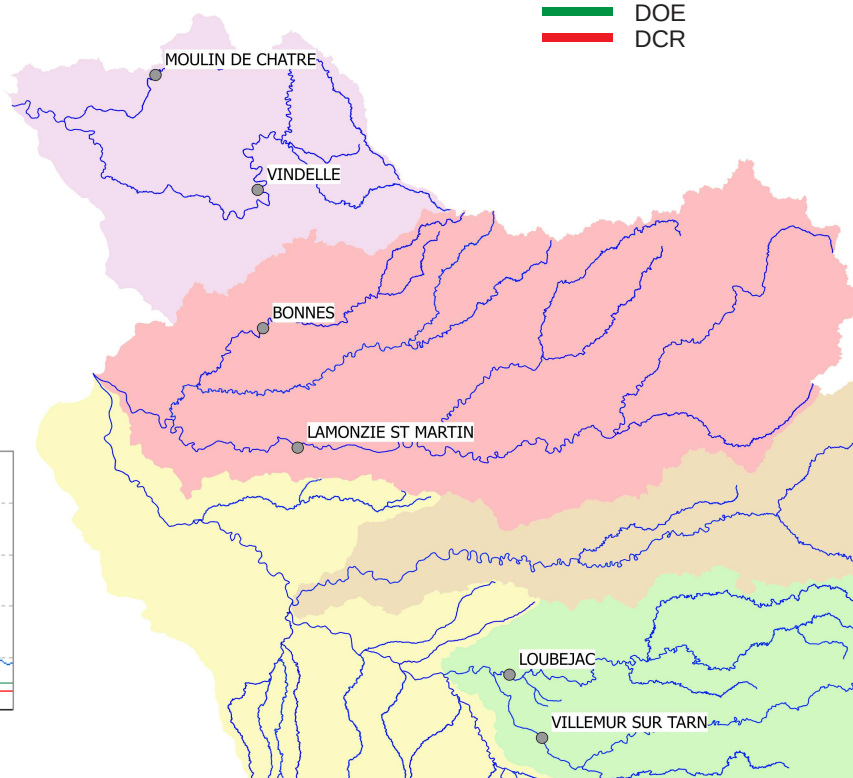 DOE
DCR
MOULIN DE CHATRE
VINDELLE
BONNES
LAMONZIE ST MARTIN
LOUBEJAC
VILLEMUR SUR TARN